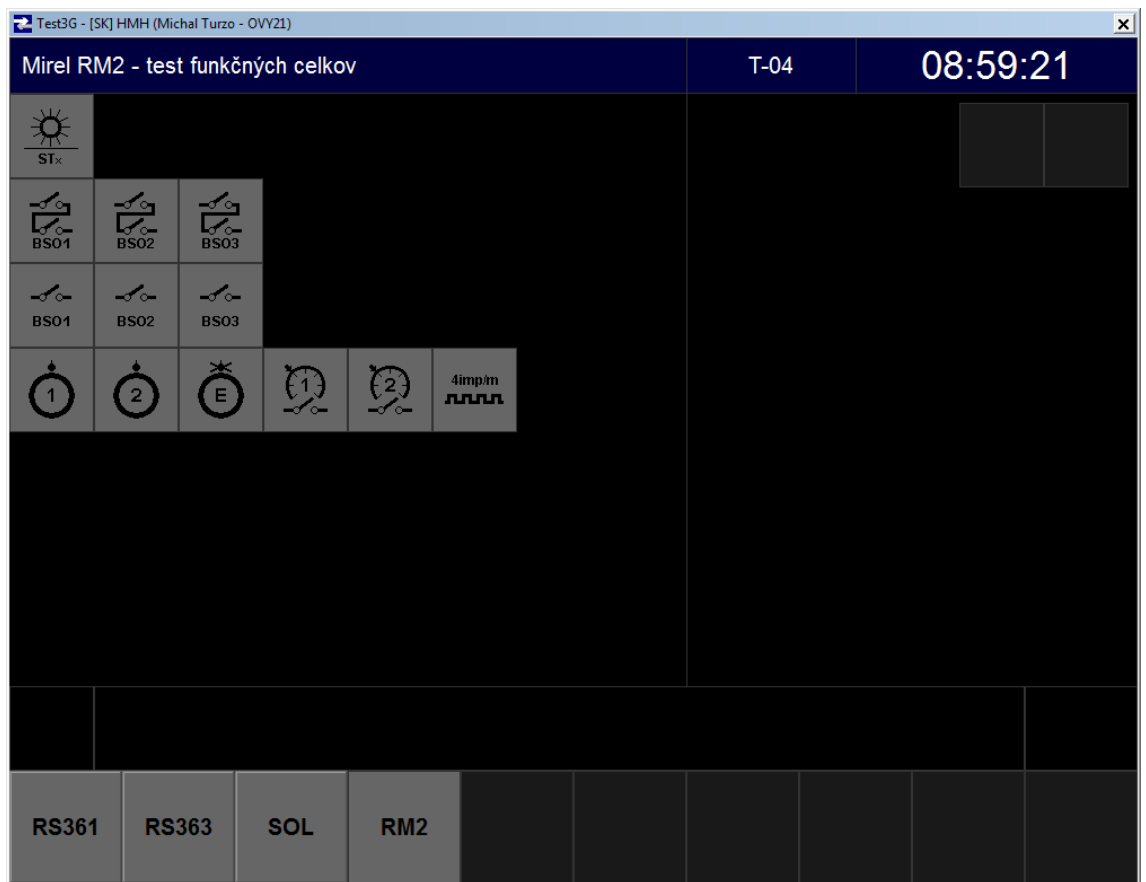 Test3G - [SK] HMH (Michal Turzo - OVY21)
Mirel RM2 - test funkčných celkov
T-04
08:59:21
STx
BSO1 BSO2 BSO3
BSO1 BSO2 BSO3
1 2 E 1 2 4imp/m
RS361 RS363 SOL RM2